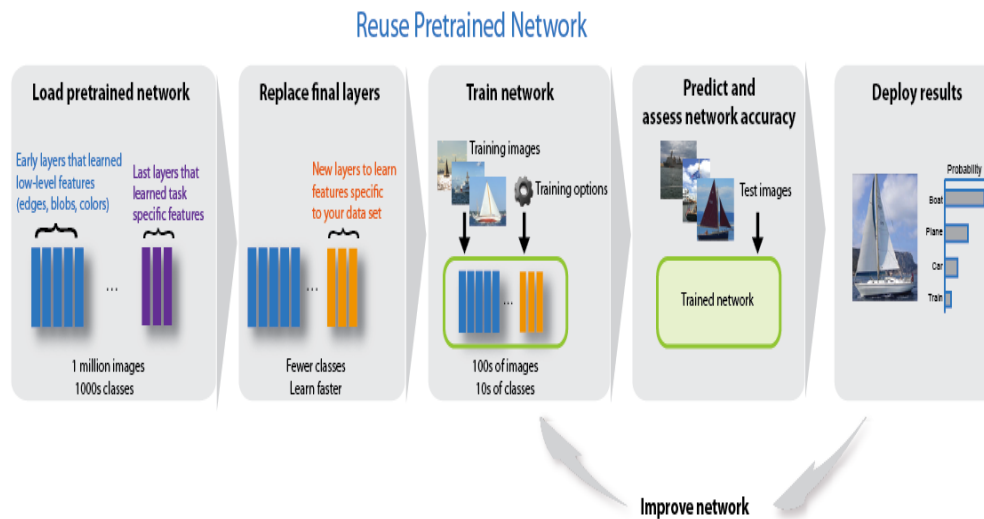 Reuse Pretrained Network
Load pretrained network
Early layers that learned
low-level features
(edges, blobs, colors)
Last layers that
learned task
specific features
...
1 million images
1000s classes
Replace final layers
New layers to learn
features specific
to your data set
...
Fewer classes
Learn faster
Train network
Training images
Training options
...
100s of images
10s of classes
Predict and
assess network accuracy
Test images
Trained network
Deploy results
Probability
Boat
Plane
Car
Train
Improve network